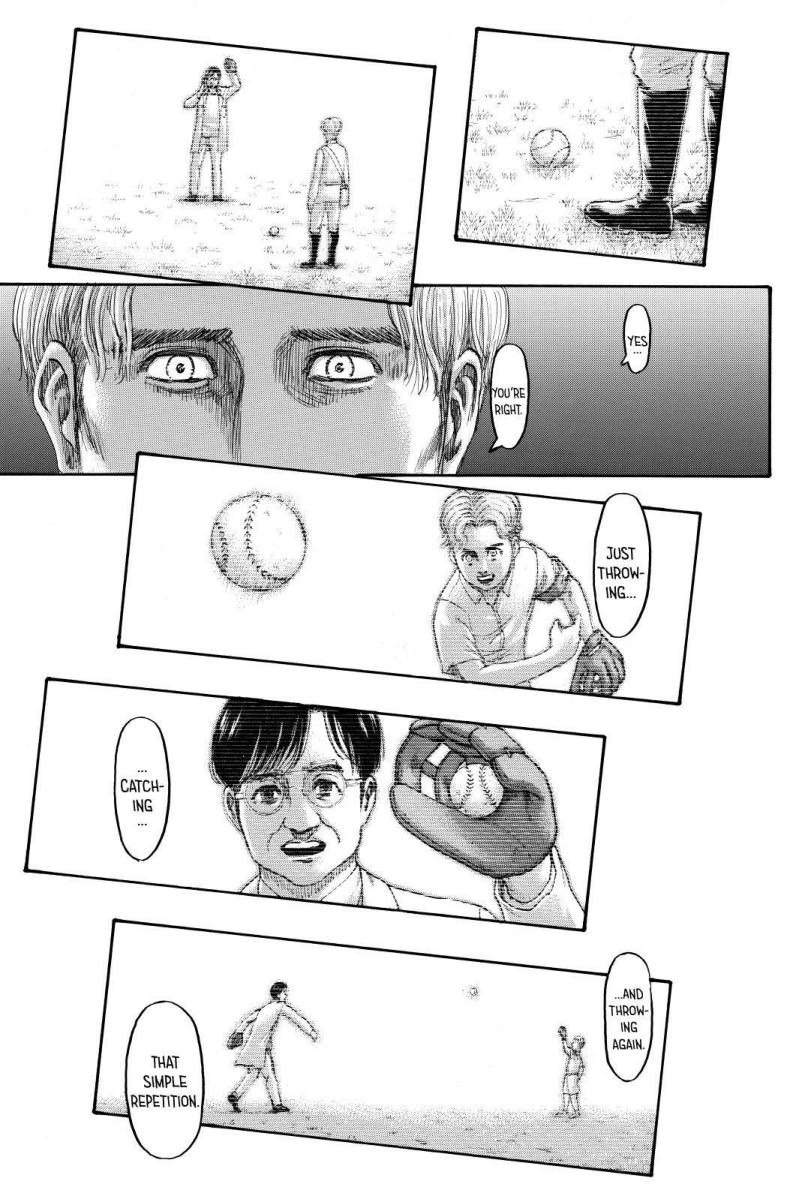 YES
...
YOU'RE
RIGHT.
JUST
THROW-
ING...
...
CATCH-
ING
...
...AND
THROW-
ING
AGAIN.
THAT
SIMPLE
REPETITION.